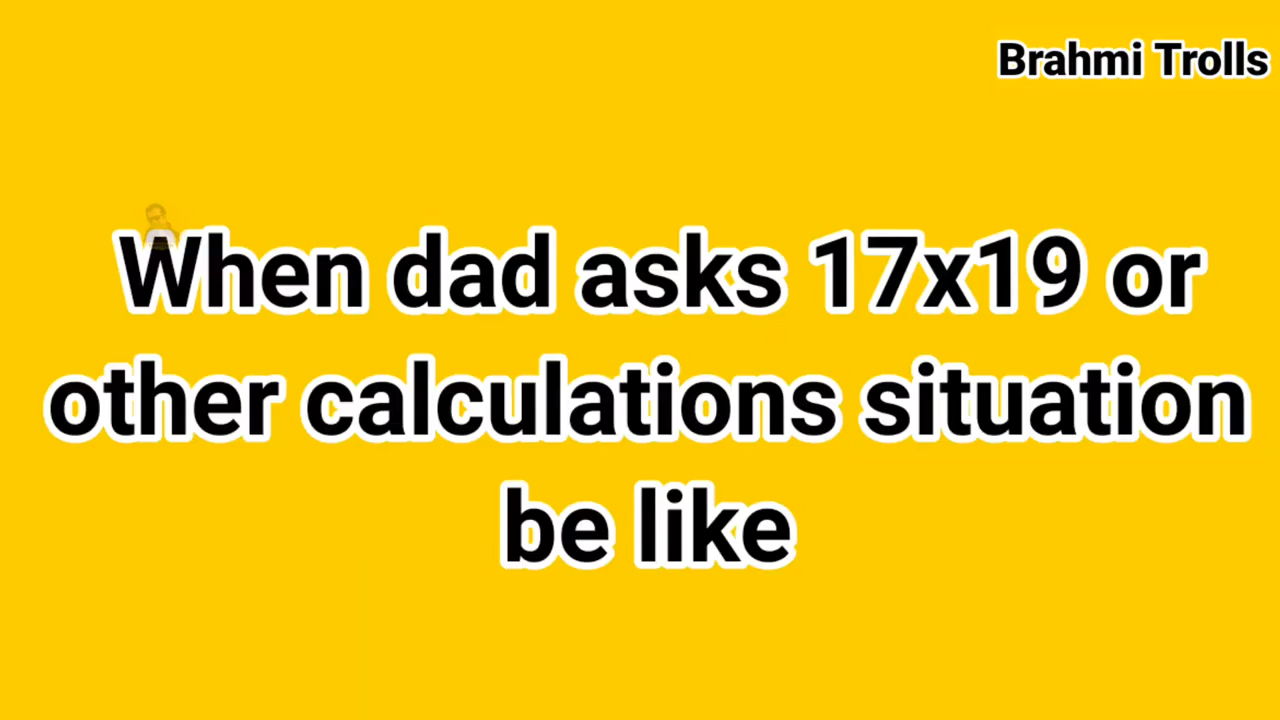 Brahmi Trolls
When dad asks 17x19 or
other calculations situation
be like